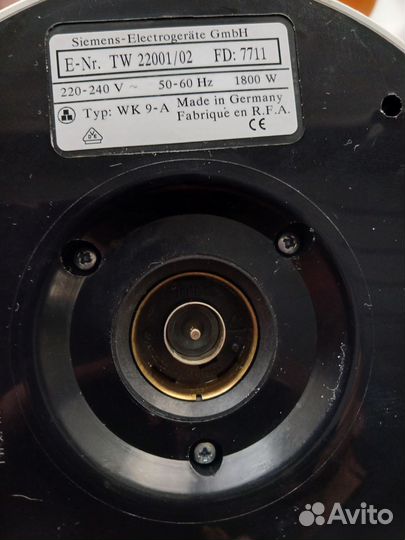 Siemens-Electrogeräte GmbH
E-Nr. TW 22001/02 FD: 7711
220-240 V ~ 50-60 Hz 1800 W
Typ: WK 9-A Made in Germany
Fabrique en R.F.A.
CE
Avito